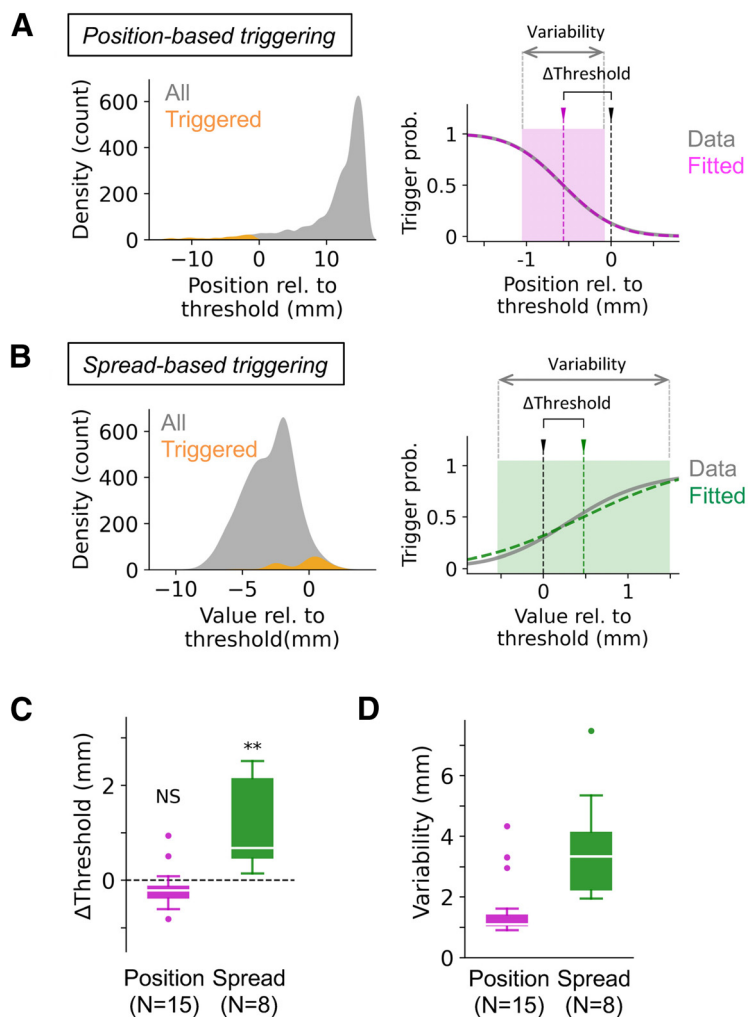 A
Position-based triggering
Density (count)
600
400
200
0
All
Triggered
−10
0
10
Position rel. to
threshold (mm)
Variability
ΔThreshold
Trigger prob.
1
0.5
0
Data
Fitted
-1
0
Position rel. to
threshold (mm)
B
Spread-based triggering
Density (count)
600
400
200
0
All
Triggered
−10
−5
0
Value rel. to
threshold(mm)
Variability
ΔThreshold
Trigger prob.
1
0.5
0
Data
Fitted
0
1
Value rel. to
threshold (mm)
C
ΔThreshold (mm)
2
0
NS
**
Position
(N=15)
Spread
(N=8)
D
Variability (mm)
6
4
2
0
Position
(N=15)
Spread
(N=8)